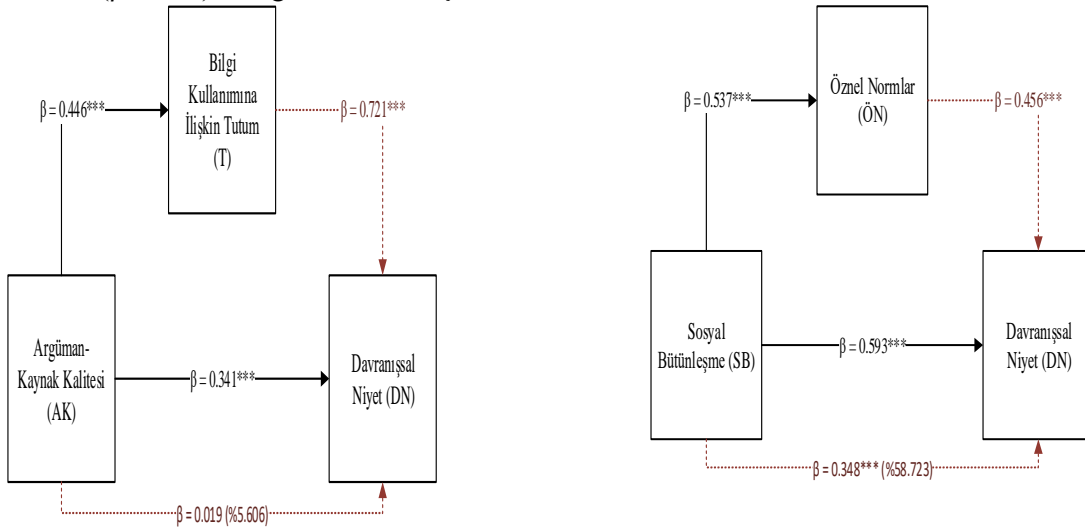 Bilgi
Kullanımına
İlişkin Tutum
(T)
β = 0.446***
β = 0.721***
Argüman-
Kaynak Kalitesi
(AK)
β = 0.341***
Davranışsal
Niyet (DN)
β = 0.019 (%5.606)
Öznel Normlar
(ÖN)
β = 0.537***
β = 0.456***
Sosyal
Bütünleşme (SB)
β = 0.593***
Davranışsal
Niyet (DN)
β = 0.348*** (%58.723)